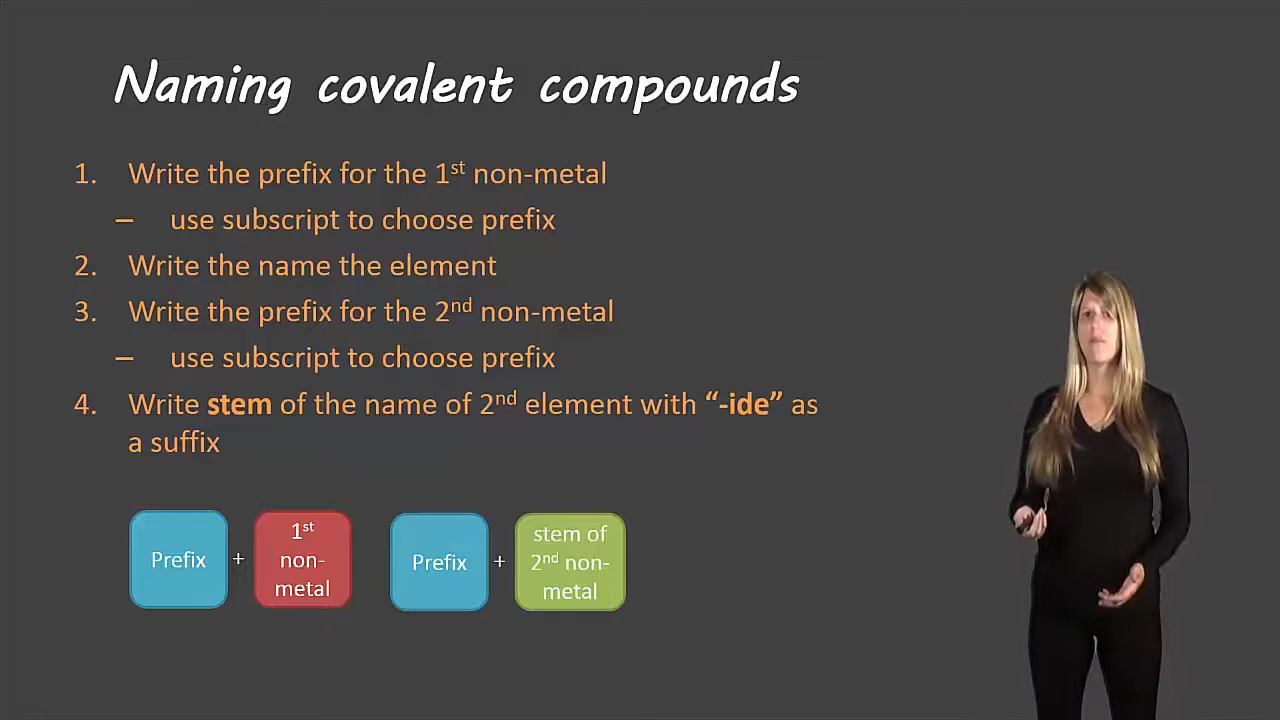 Naming covalent compounds
1. Write the prefix for the 1st non-metal
– use subscript to choose prefix
2. Write the name the element
3. Write the prefix for the 2nd non-metal
– use subscript to choose prefix
4. Write stem of the name of 2nd element with “-ide” as
a suffix
Prefix + 1st non-metal
Prefix + stem of 2nd non-metal